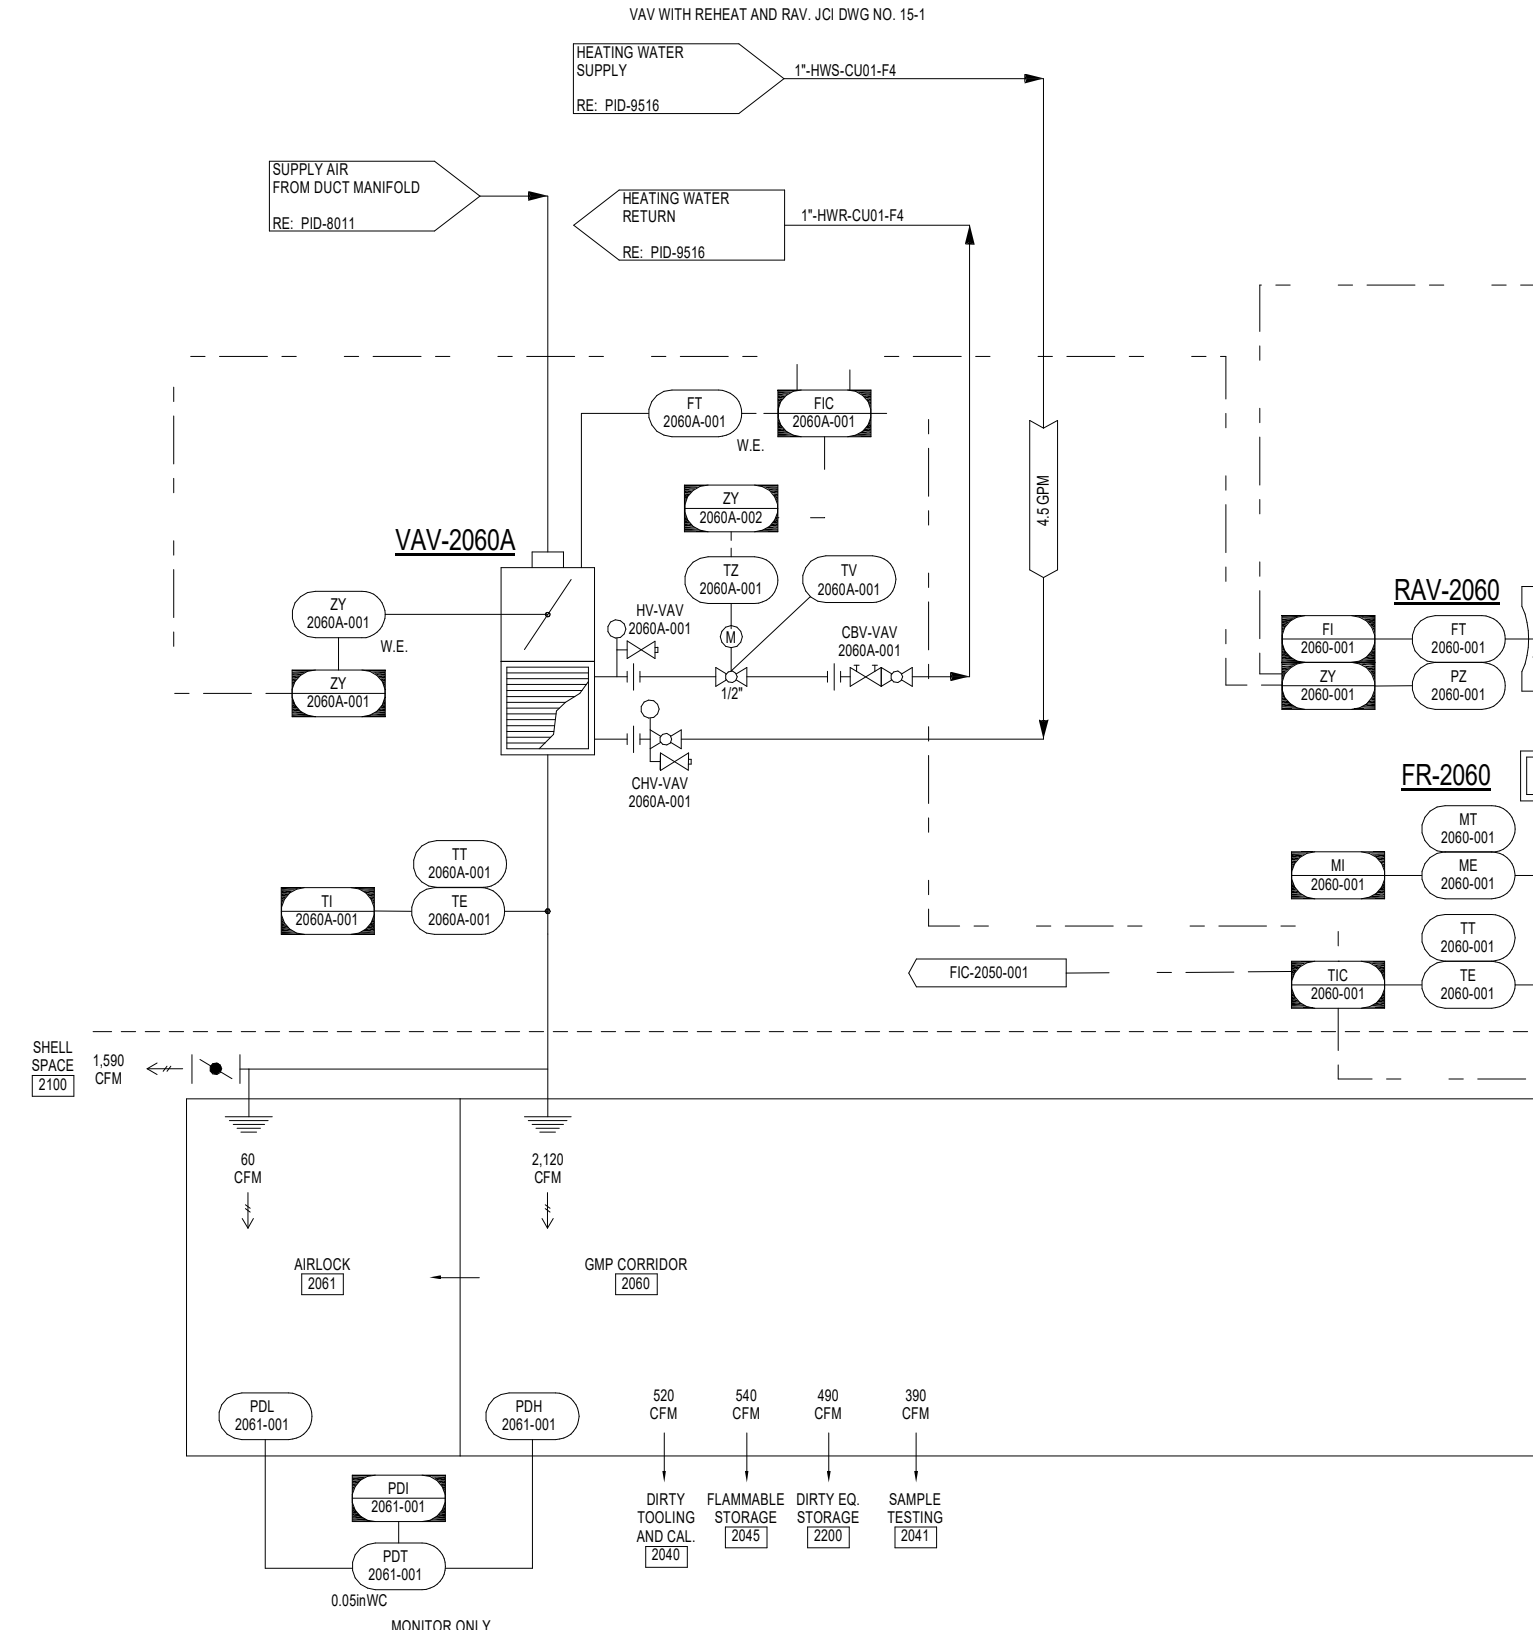 VAV WITH REHEAT AND RAV. JCI DWG NO. 15-1
HEATING WATER
SUPPLY
RE: PID-9516
1"-HWS-CU01-F4
SUPPLY AIR
FROM DUCT MANIFOLD
RE: PID-8011
HEATING WATER
RETURN
RE: PID-9516
1"-HWR-CU01-F4
FT
2060A-001
W.E.
FIC
2060A-001
ZY
2060A-002
4.5 GPM
VAV-2060A
TZ
2060A-001
TV
2060A-001
ZY
2060A-001
W.E.
ZY
2060A-001
HV-VAV
2060A-001
M
1/2"
CBV-VAV
2060A-001
CHV-VAV
2060A-001
RAV-2060
FI
2060-001
FT
2060-001
ZY
2060-001
PZ
2060-001
FR-2060
MT
2060-001
MI
2060-001
ME
2060-001
TT
2060A-001
TI
2060A-001
TE
2060A-001
TT
2060-001
FIC-2050-001
TIC
2060-001
TE
2060-001
SHELL
SPACE
2100
1,590
CFM
60
CFM
2,120
CFM
AIRLOCK
2061
GMP CORRIDOR
2060
PDL
2061-001
PDH
2061-001
520
CFM
540
CFM
490
CFM
390
CFM
PDI
2061-001
PDT
2061-001
0.05inWC
MONITOR ONLY
DIRTY
TOOLING
AND CAL.
2040
FLAMMABLE
STORAGE
2045
DIRTY EQ.
STORAGE
2200
SAMPLE
TESTING
2041